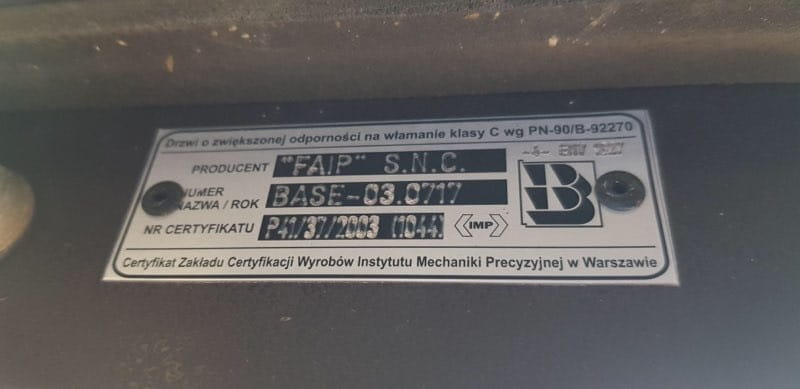 Drzwi o zwiększonej odporności na włamanie klasy C wg PN-90/B-92270
PRODUCENT "FAIP" S.N.C.
NUMER
NAZWA / ROK BASE-03.0717
NR CERTYFIKATU P41/37/2003 (1044) IMP
B
Certyfikat Zakładu Certyfikacji Wyrobów Instytutu Mechaniki Precyzyjnej w Warszawie